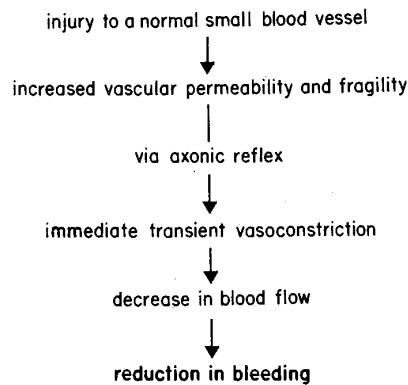 injury to a normal small blood vessel
increased vascular permeability and fragility
via axonic reflex
immediate transient vasoconstriction
decrease in blood flow
reduction in bleeding